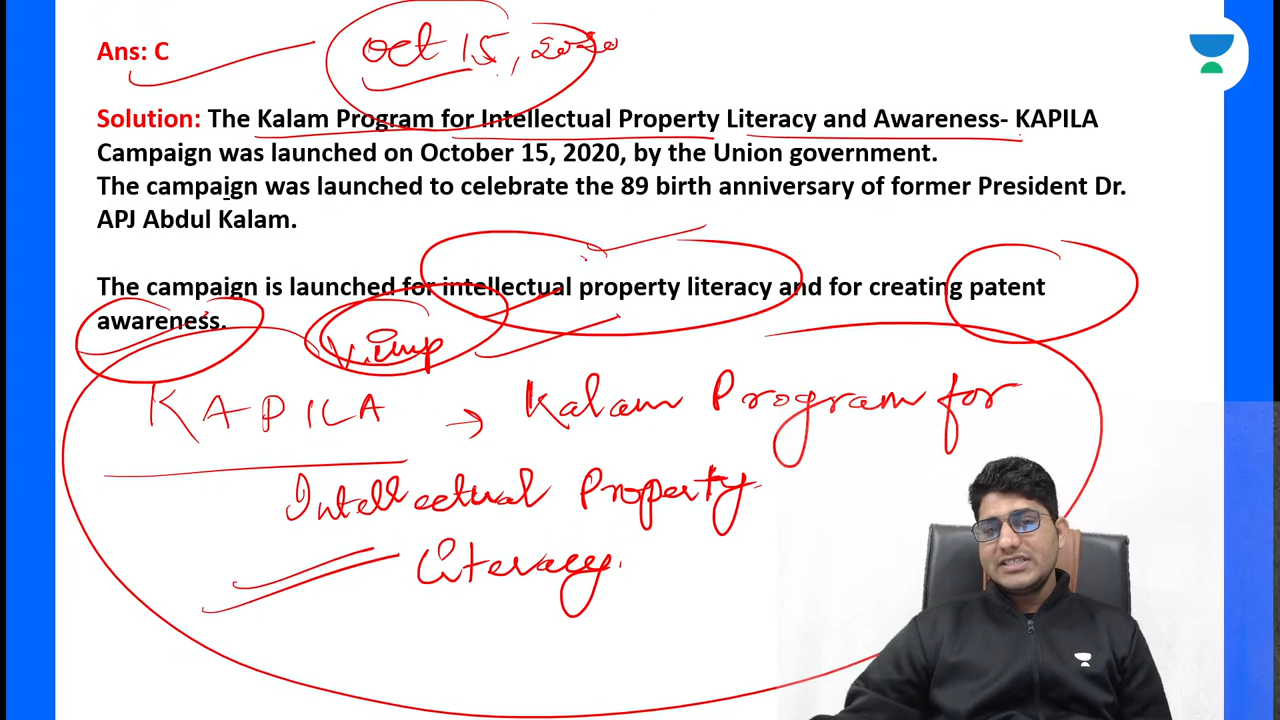 Ans: C
Oct 15, 2020
Solution: The Kalam Program for Intellectual Property Literacy and Awareness- KAPILA
Campaign was launched on October 15, 2020, by the Union government.
The campaign was launched to celebrate the 89 birth anniversary of former President Dr.
APJ Abdul Kalam.
The campaign is launched for intellectual property literacy and for creating patent
awareness.
V.imp
KAPILA → Kalam Program for
Intellectual Property
Literacy.